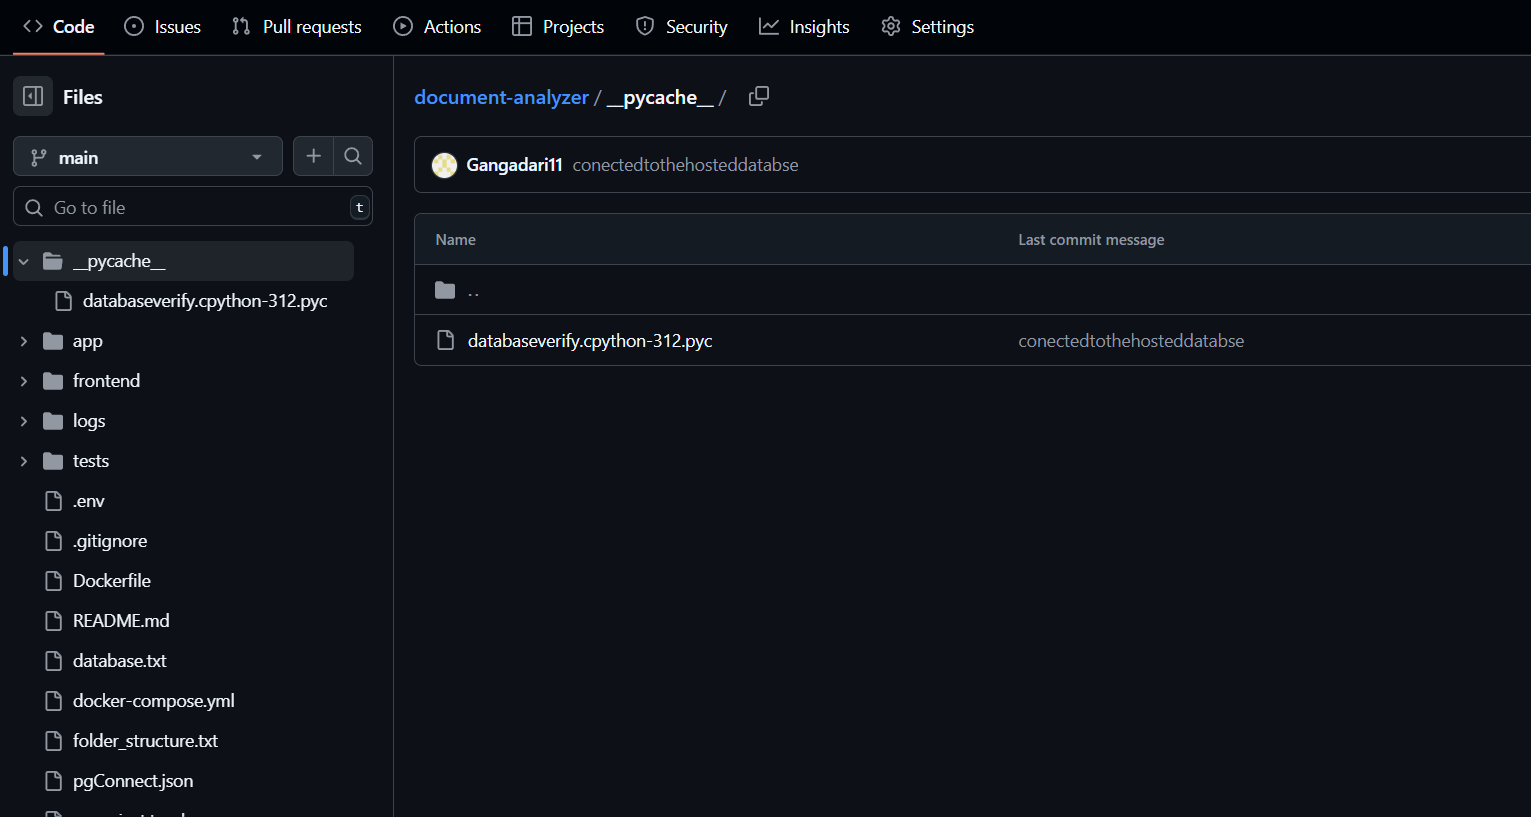 Code Issues Pull requests Actions Projects Security Insights Settings
Files
main
Go to file t
__pycache__
databaseverify.cpython-312.pyc
app
frontend
logs
tests
.env
.gitignore
Dockerfile
README.md
database.txt
docker-compose.yml
folder_structure.txt
pgConnect.json
document-analyzer / __pycache__ /
Gangadari11 conectedtothehosteddatabse
Name Last commit message
..
databaseverify.cpython-312.pyc conectedtothehosteddatabse